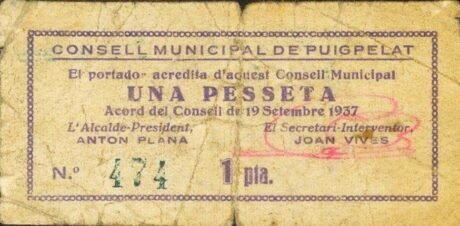 CONSELL MUNICIPAL DE PUIGPELAT
El portador acredita d'aquest Consell Municipal
UNA PESSETA
Acord del Consell de 19 Setembre 1937
L'Alcalde-President, El Secretari-Interventor,
ANTON PLANA JOAN VIVES
N.º 474 1 pta.